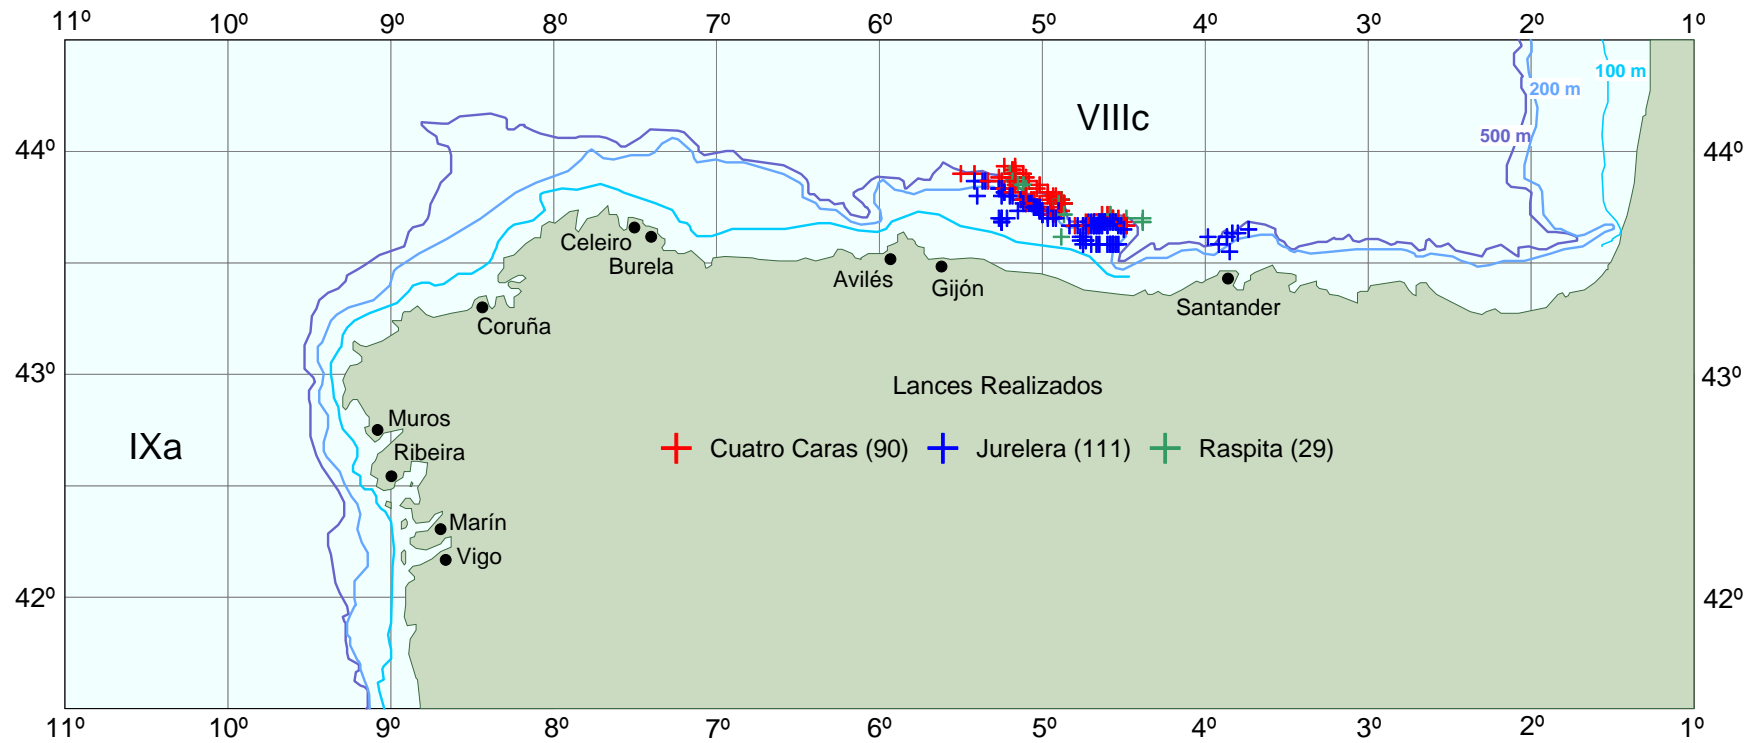 11º 10º 9º 8º 7º 6º 5º 4º 3º 2º 1º
100 m
200 m
VIIIc
500 m
44º 44º
Celeiro
Burela
Avilés
Gijón
Santander
Coruña
43º 43º
Lances Realizados
Muros
IXa
Ribeira
Cuatro Caras (90) Jurelera (111) Raspita (29)
Marín
Vigo
42º 42º
11º 10º 9º 8º 7º 6º 5º 4º 3º 2º 1º